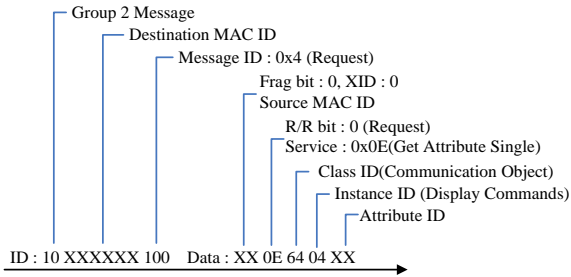 Group 2 Message
Destination MAC ID
Message ID : 0x4 (Request)
Frag bit : 0, XID : 0
Source MAC ID
R/R bit : 0 (Request)
Service : 0x0E(Get Attribute Single)
Class ID(Communication Object)
Instance ID (Display Commands)
Attribute ID
ID : 10 XXXXXX 100 Data : XX 0E 64 04 XX